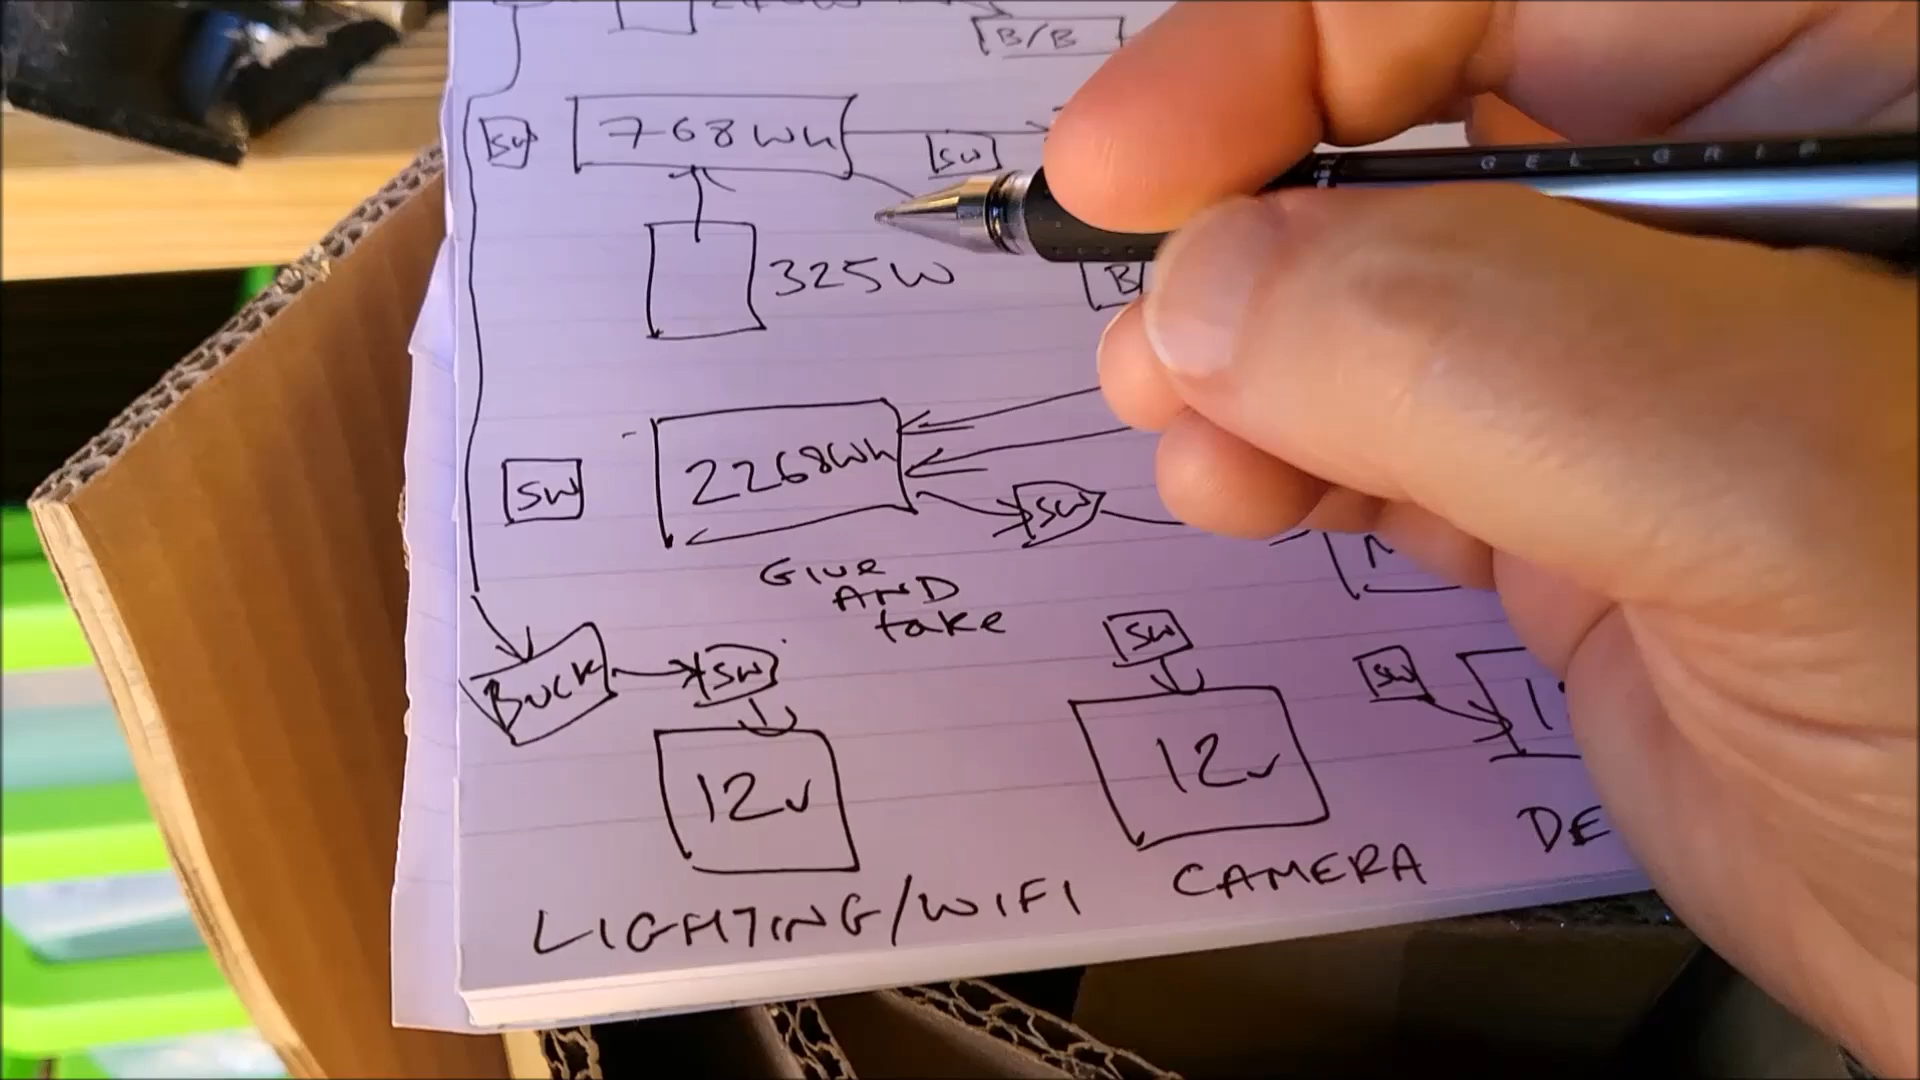 B/B
SW 768Wh SW
GEL GRIP
325W
B/
2268Wh
SW SW
Give
AND
take
SW
BUCK SW SW
12v 12v
LIGHTING/WIFI CAMERA DE